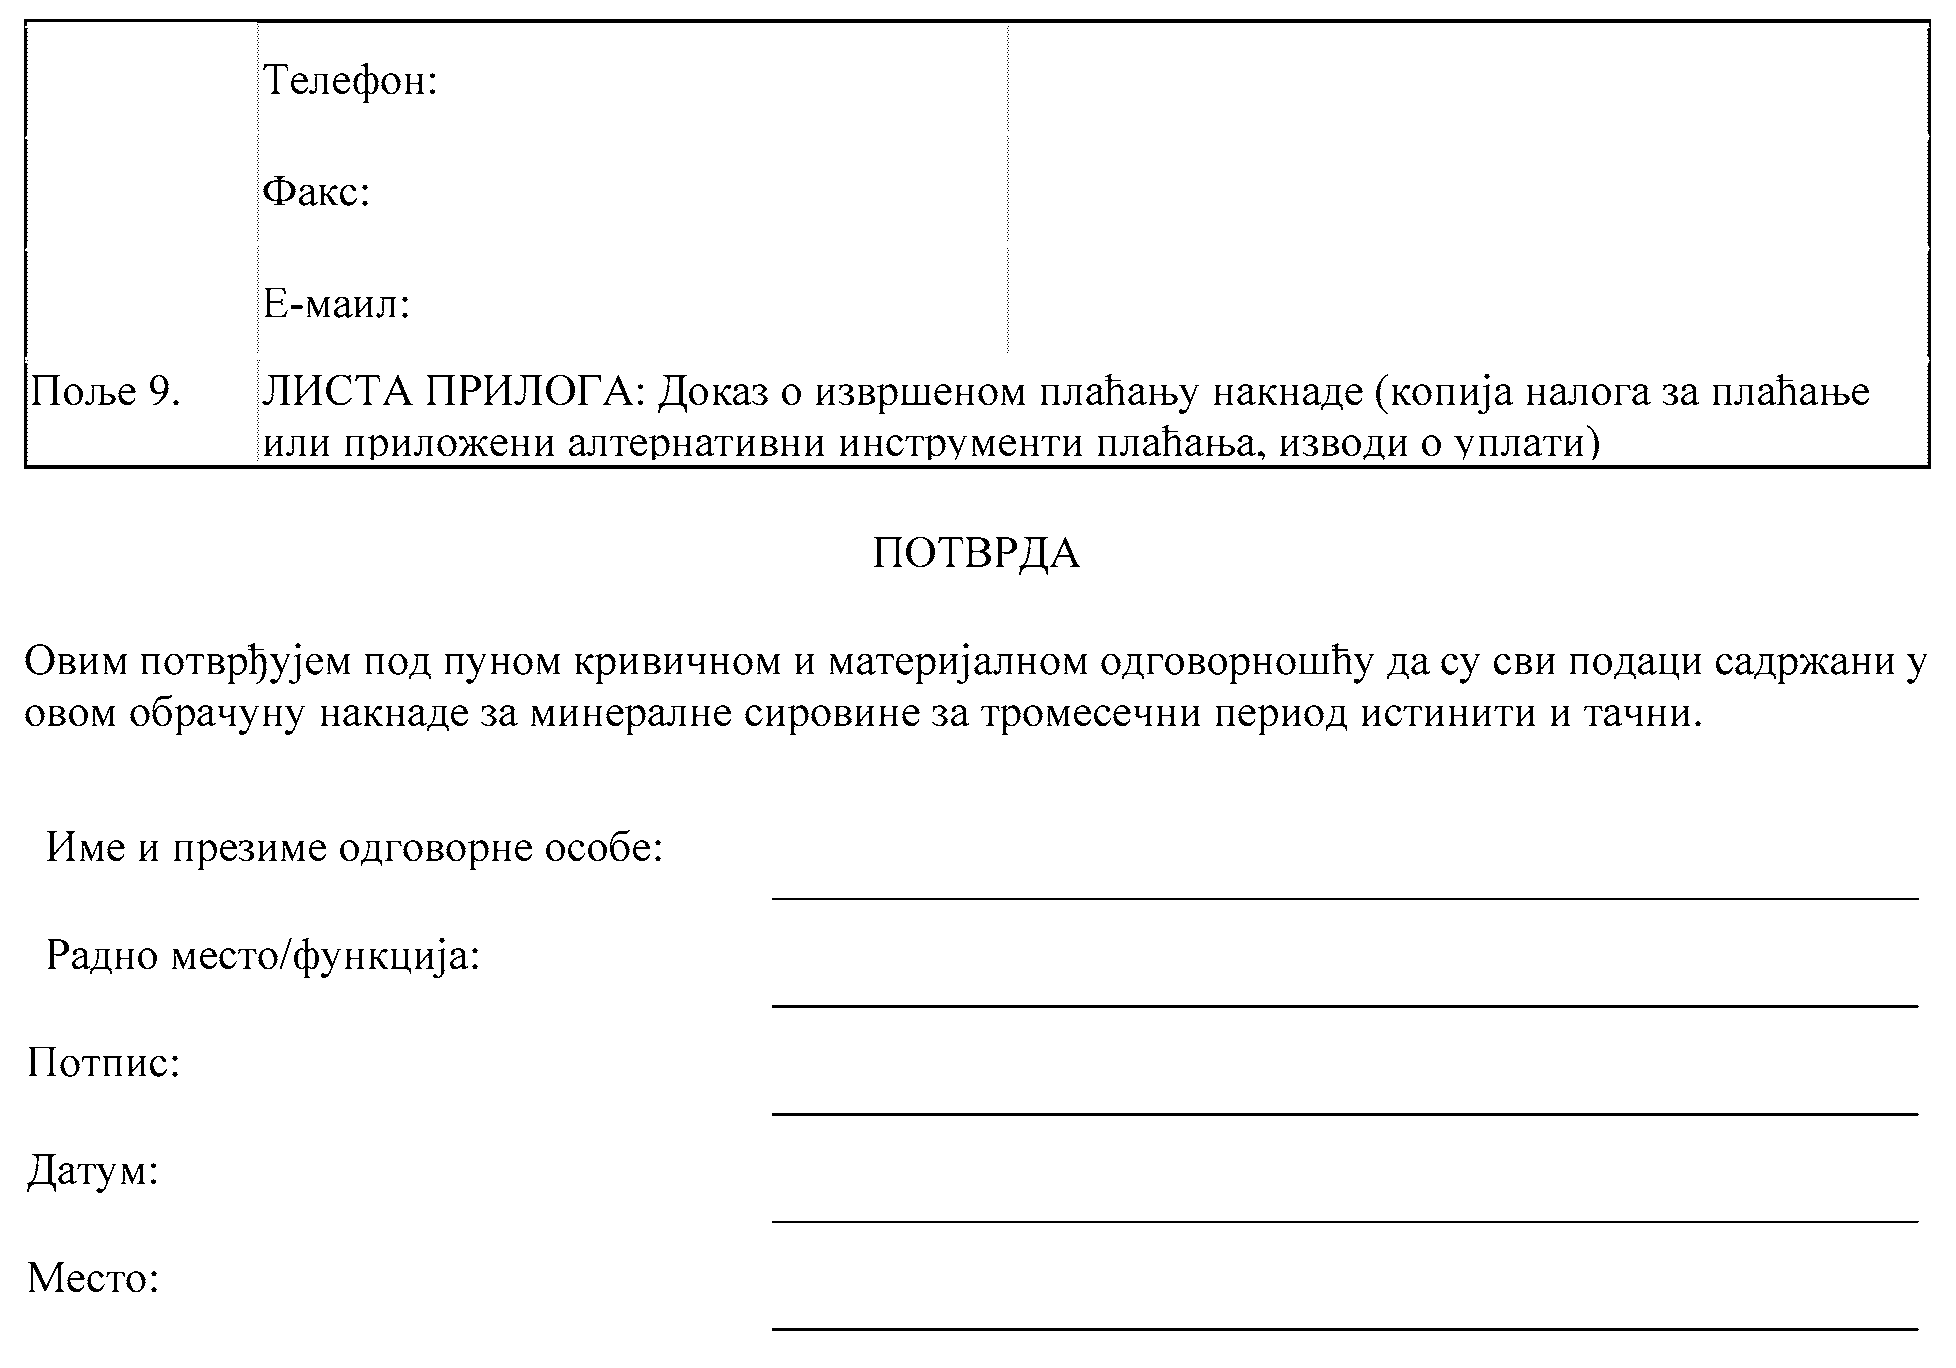 Телефон:
Факс:
Е-маил:
Поље 9. ЛИСТА ПРИЛОГА: Доказ о извршеном плаћању накнаде (копија налога за плаћање
или приложени алтернативни инструменти плаћања, изводи о уплати)
ПОТВРДА
Овим потврђујем под пуном кривичном и материјалном одговорношћу да су сви подаци садржани у
овом обрачуну накнаде за минералне сировине за тромесечни период истинити и тачни.
Име и презиме одговорне особе:
Радно место/функција:
Потпис:
Датум:
Место: